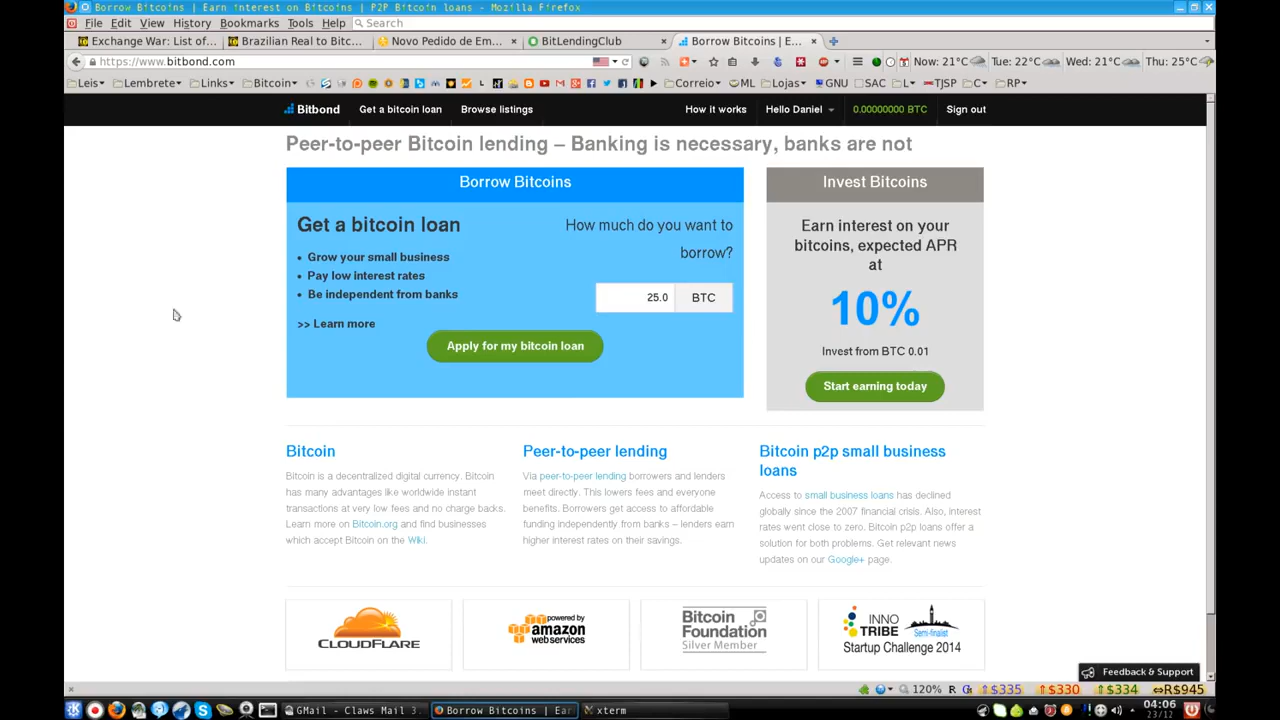 Borrow Bitcoins | Earn interest on Bitcoins | P2P Bitcoin loans - Mozilla Firefox
File Edit View History Bookmarks Tools Help Search
Exchange War: List of...
Brazilian Real to Bitc...
Novo Pedido de Em...
BitLendingClub
Borrow Bitcoins | E...
https://www.bitbond.com
Now: 21°C Tue: 22°C Wed: 21°C Thu: 25°C
Leis Lembrete Links Bitcoin Correio ML Lojas GNU SAC L TJSP C RP
Bitbond Get a bitcoin loan Browse listings How it works Hello Daniel 0.00000000 BTC Sign out
Peer-to-peer Bitcoin lending – Banking is necessary, banks are not
Borrow Bitcoins
Get a bitcoin loan
• Grow your small business
• Pay low interest rates
• Be independent from banks
>> Learn more
How much do you want to
borrow?
25.0 BTC
Apply for my bitcoin loan
Invest Bitcoins
Earn interest on your
bitcoins, expected APR
at
10%
Invest from BTC 0.01
Start earning today
Bitcoin
Bitcoin is a decentralized digital currency. Bitcoin
has many advantages like worldwide instant
transactions at very low fees and no charge backs.
Learn more on Bitcoin.org and find businesses
which accept Bitcoin on the Wiki.
Peer-to-peer lending
Via peer-to-peer lending borrowers and lenders
meet directly. This lowers fees and everyone
benefits. Borrowers get access to affordable
funding independently from banks – lenders earn
higher interest rates on their savings.
Bitcoin p2p small business
loans
Access to small business loans has declined
globally since the 2007 financial crisis. Also, interest
rates went close to zero. Bitcoin p2p loans offer a
solution for both problems. Get relevant news
updates on our Google+ page.
CLOUDFLARE
powered by
amazon
web services
Bitcoin
Foundation
Silver Member
INNO
TRIBE
Semi-finalist
Startup Challenge 2014
Feedback & Support
120% R $335 $330 $334 R$945
GMail - Claws Mail 3.
Borrow Bitcoins | Ear
xterm
04:06
23/12